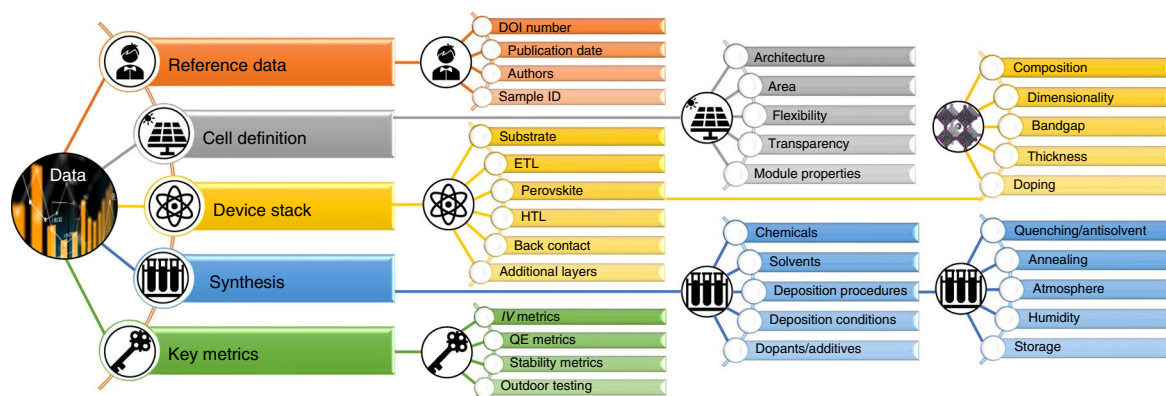 Data
Reference data
Cell definition
Device stack
Synthesis
Key metrics
DOI number
Publication date
Authors
Sample ID
Substrate
ETL
Perovskite
HTL
Back contact
Additional layers
IV metrics
QE metrics
Stability metrics
Outdoor testing
Architecture
Area
Flexibility
Transparency
Module properties
Chemicals
Solvents
Deposition procedures
Deposition conditions
Dopants/additives
Composition
Dimensionality
Bandgap
Thickness
Doping
Quenching/antisolvent
Annealing
Atmosphere
Humidity
Storage